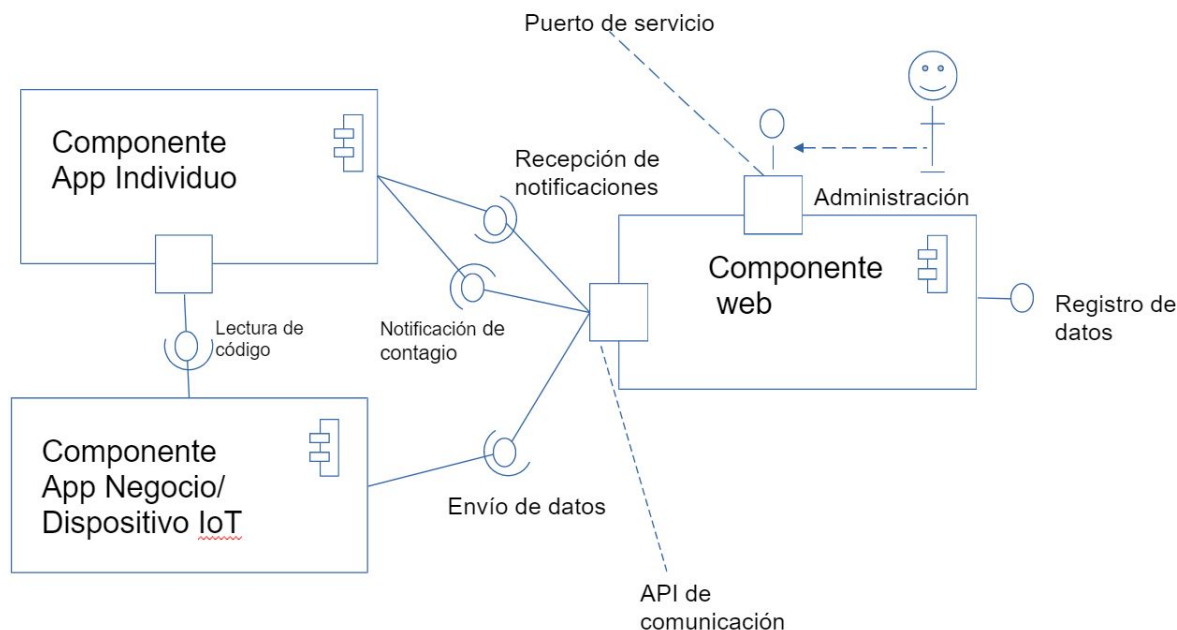 Puerto de servicio
Componente
App Individuo
Recepción de
notificaciones
Administración
Componente
web
Registro de
datos
Lectura de
código
Notificación de
contagio
Componente
App Negocio/
Dispositivo IoT
Envío de datos
API de
comunicación